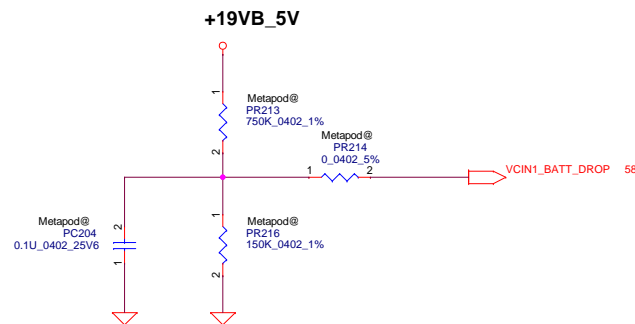 +19VB_5V
1
Metapod@
PR213
750K_0402_1%
2
Metapod@
PR214
0_0402_5%
1
2
VCIN1_BATT_DROP 58
Metapod@
PC204
0.1U_0402_25V6
2
1
1
Metapod@
PR216
150K_0402_1%
2